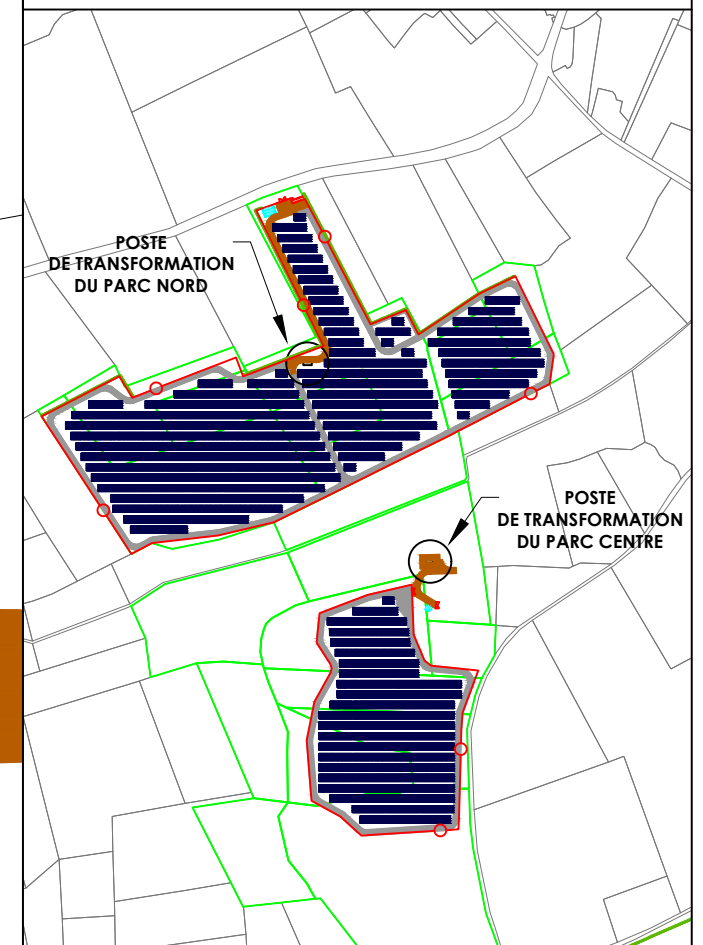 POSTE
DE TRANSFORMATION
DU PARC NORD
POSTE
DE TRANSFORMATION
DU PARC CENTRE